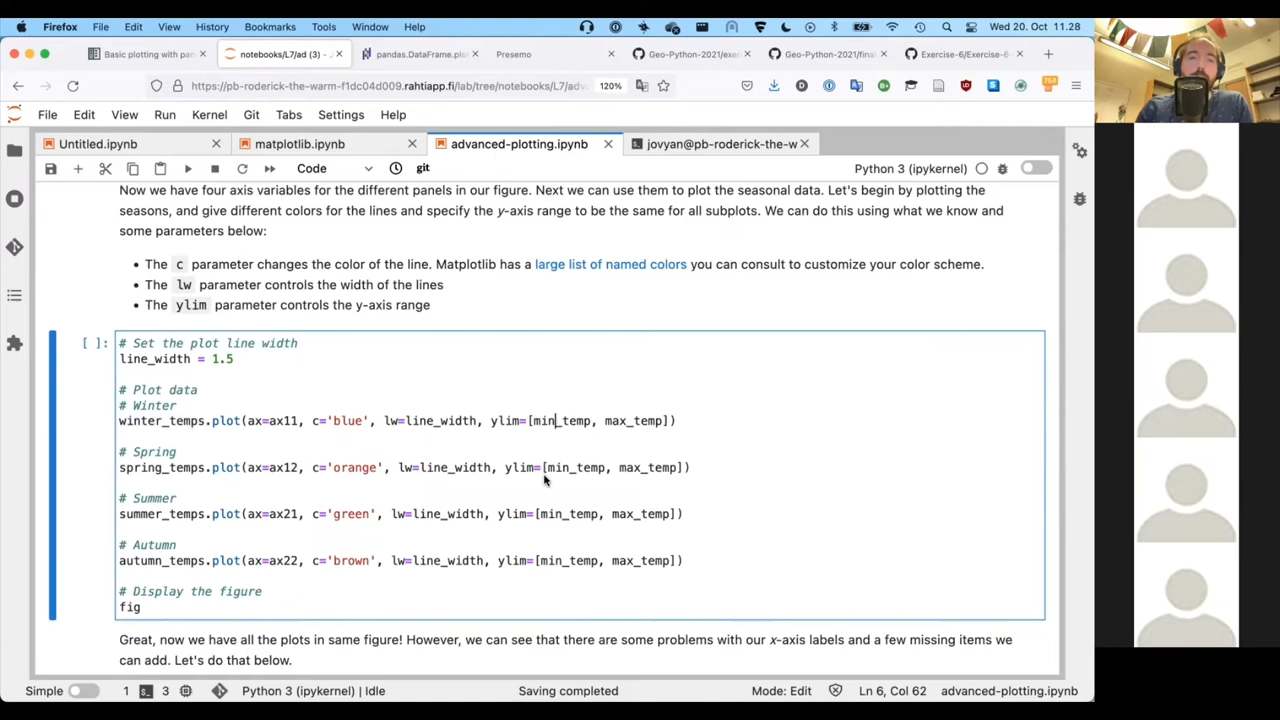 Firefox File Edit View History Bookmarks Tools Window Help Wed 20. Oct 11.28
Basic plotting with pan notebooks/L7/ad (3) - J pandas.DataFrame.plo Presemo Geo-Python-2021/exer Geo-Python-2021/final Exercise-6/Exercise-6-
https://pb-roderick-the-warm-f1dc04d009.rahtiapp.fi/lab/tree/notebooks/L7/adv 120%
File Edit View Run Kernel Git Tabs Settings Help
Untitled.ipynb matplotlib.ipynb advanced-plotting.ipynb jovyan@pb-roderick-the-w
Code git Python 3 (ipykernel)
Now we have four axis variables for the different panels in our figure. Next we can use them to plot the seasonal data. Let's begin by plotting the
seasons, and give different colors for the lines and specify the y-axis range to be the same for all subplots. We can do this using what we know and
some parameters below:
• The c parameter changes the color of the line. Matplotlib has a large list of named colors you can consult to customize your color scheme.
• The lw parameter controls the width of the lines
• The ylim parameter controls the y-axis range
[ ]: # Set the plot line width
line_width = 1.5
# Plot data
# Winter
winter_temps.plot(ax=ax11, c='blue', lw=line_width, ylim=[min_temp, max_temp])
# Spring
spring_temps.plot(ax=ax12, c='orange', lw=line_width, ylim=[min_temp, max_temp])
# Summer
summer_temps.plot(ax=ax21, c='green', lw=line_width, ylim=[min_temp, max_temp])
# Autumn
autumn_temps.plot(ax=ax22, c='brown', lw=line_width, ylim=[min_temp, max_temp])
# Display the figure
fig
Great, now we have all the plots in same figure! However, we can see that there are some problems with our x-axis labels and a few missing items we
can add. Let's do that below.
Simple 1 3 Python 3 (ipykernel) | Idle Saving completed Mode: Edit Ln 6, Col 62 advanced-plotting.ipynb